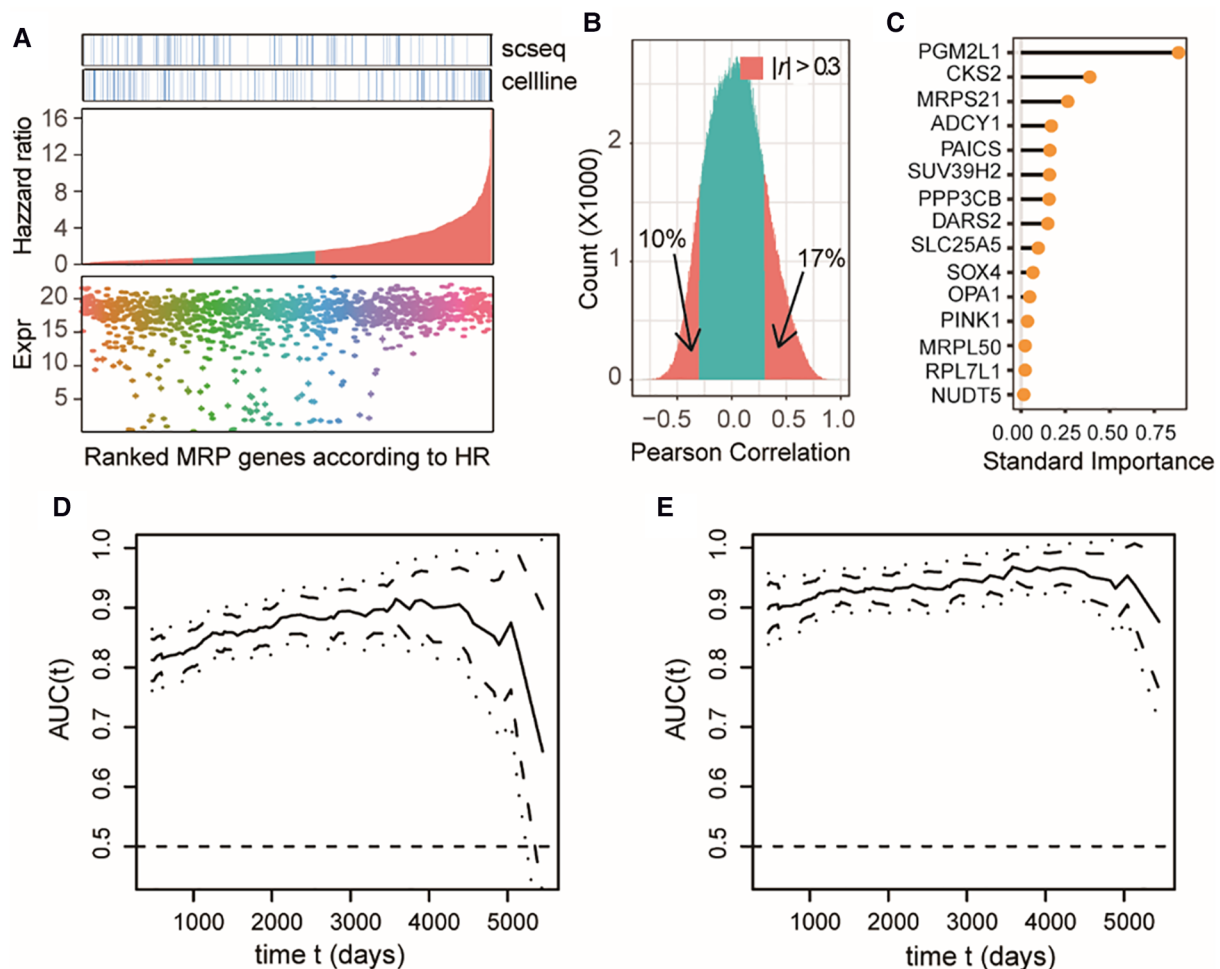 A
scseq
cellline
Hazzard ratio
16
12
8
4
0
Expr
20
15
10
5
Ranked MRP genes according to HR
B
|r| > 0.3
Count (X1000)
2
1
0
10%
17%
−0.5 0.0 0.5 1.0
Pearson Correlation
C
PGM2L1
CKS2
MRPS21
ADCY1
PAICS
SUV39H2
PPP3CB
DARS2
SLC25A5
SOX4
OPA1
PINK1
MRPL50
RPL7L1
NUDT5
0.00 0.25 0.50 0.75
Standard Importance
D
AUC(t)
1.0
0.9
0.8
0.7
0.6
0.5
1000 2000 3000 4000 5000
time t (days)
E
AUC(t)
1.0
0.9
0.8
0.7
0.6
0.5
1000 2000 3000 4000 5000
time t (days)